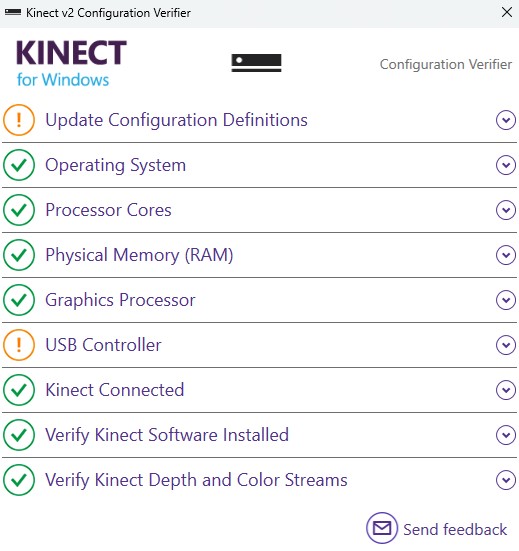 Kinect v2 Configuration Verifier
KINECT
for Windows
Configuration Verifier
Update Configuration Definitions
Operating System
Processor Cores
Physical Memory (RAM)
Graphics Processor
USB Controller
Kinect Connected
Verify Kinect Software Installed
Verify Kinect Depth and Color Streams
Send feedback